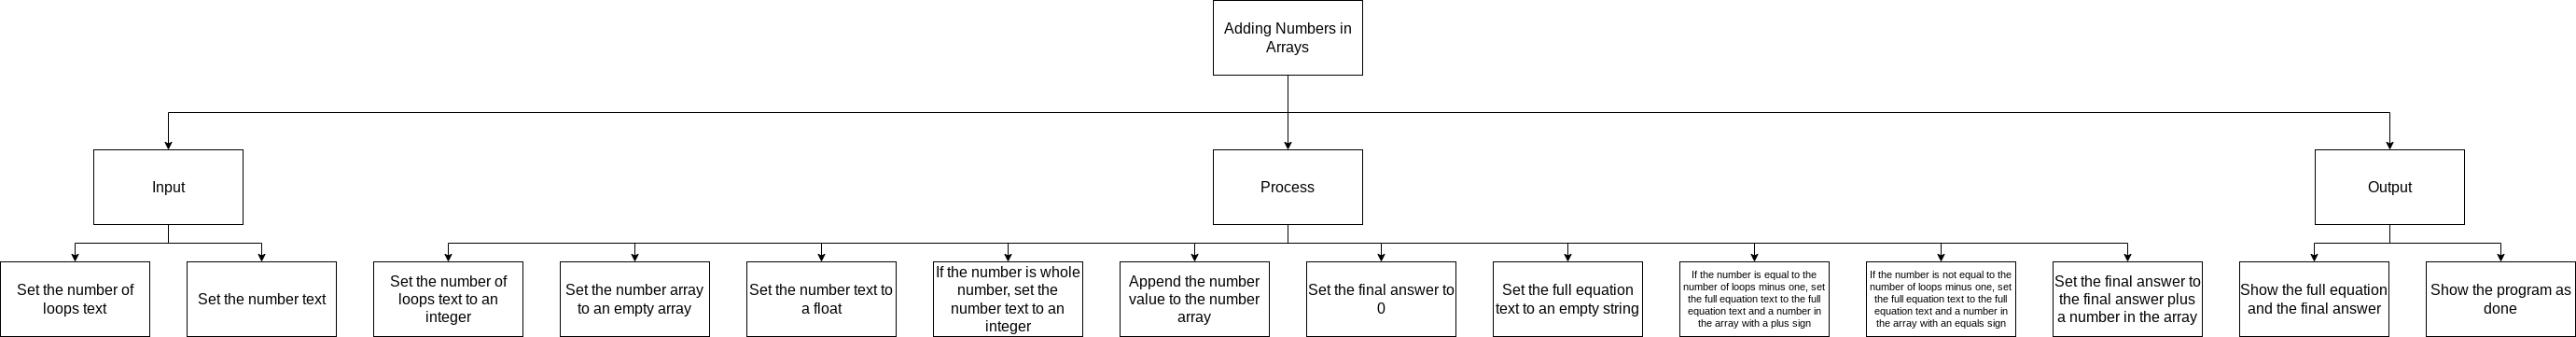 Adding Numbers in
Arrays
Input
Process
Output
Set the number of
loops text
Set the number text
Set the number of
loops text to an
integer
Set the number array
to an empty array
Set the number text to
a float
If the number is whole
number, set the
number text to an
integer
Append the number
value to the number
array
Set the final answer to
0
Set the full equation
text to an empty string
If the number is equal to the
number of loops minus one, set
the full equation text to the full
equation text and a number in
the array with a plus sign
If the number is not equal to the
number of loops minus one, set
the full equation text to the full
equation text and a number in
the array with an equals sign
Set the final answer to
the final answer plus
a number in the array
Show the full equation
and the final answer
Show the program as
done